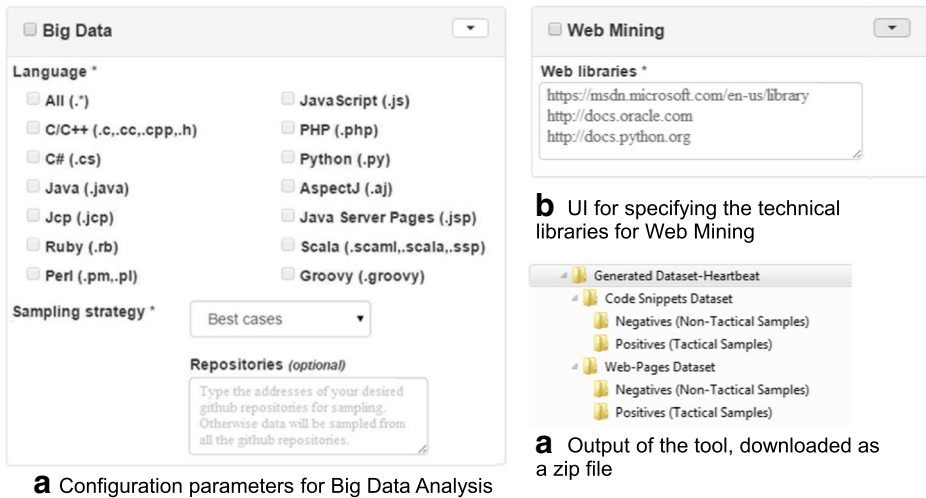 Big Data
Language *
All (.*)
C/C++ (.c,.cc,.cpp,.h)
C# (.cs)
Java (.java)
Jcp (.jcp)
Ruby (.rb)
Perl (.pm,.pl)
JavaScript (.js)
PHP (.php)
Python (.py)
AspectJ (.aj)
Java Server Pages (.jsp)
Scala (.scaml,.scala,.ssp)
Groovy (.groovy)
Sampling strategy *
Best cases
Repositories (optional)
Type the addresses of your desired
github repositories for sampling.
Otherwise data will be sampled from
all the github repositories.
a Configuration parameters for Big Data Analysis
Web Mining
Web libraries *
https://msdn.microsoft.com/en-us/library
http://docs.oracle.com
http://docs.python.org
b UI for specifying the technical
libraries for Web Mining
Generated Dataset-Heartbeat
Code Snippets Dataset
Negatives (Non-Tactical Samples)
Positives (Tactical Samples)
Web-Pages Dataset
Negatives (Non-Tactical Samples)
Positives (Tactical Samples)
a Output of the tool, downloaded as
a zip file